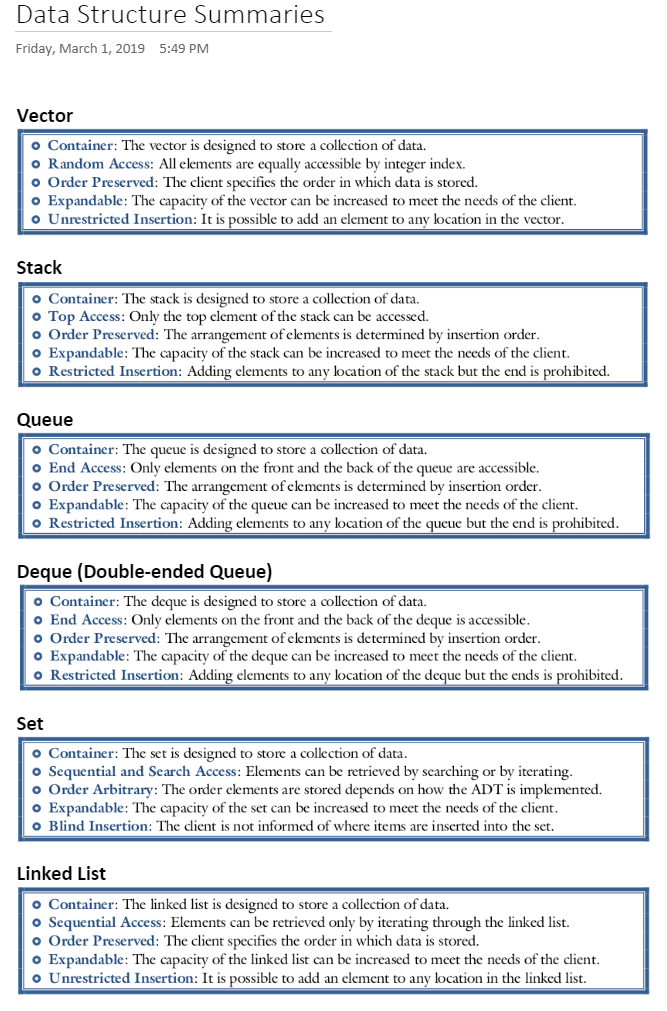 Data Structure Summaries
Friday, March 1, 2019 5:49 PM
Vector
Container: The vector is designed to store a collection of data.
Random Access: All elements are equally accessible by integer index.
Order Preserved: The client specifies the order in which data is stored.
Expandable: The capacity of the vector can be increased to meet the needs of the client.
Unrestricted Insertion: It is possible to add an element to any location in the vector.
Stack
Container: The stack is designed to store a collection of data.
Top Access: Only the top element of the stack can be accessed.
Order Preserved: The arrangement of elements is determined by insertion order.
Expandable: The capacity of the stack can be increased to meet the needs of the client.
Restricted Insertion: Adding elements to any location of the stack but the end is prohibited.
Queue
Container: The queue is designed to store a collection of data.
End Access: Only elements on the front and the back of the queue are accessible.
Order Preserved: The arrangement of elements is determined by insertion order.
Expandable: The capacity of the queue can be increased to meet the needs of the client.
Restricted Insertion: Adding elements to any location of the queue but the end is prohibited.
Deque (Double-ended Queue)
Container: The deque is designed to store a collection of data.
End Access: Only elements on the front and the back of the deque is accessible.
Order Preserved: The arrangement of elements is determined by insertion order.
Expandable: The capacity of the deque can be increased to meet the needs of the client.
Restricted Insertion: Adding elements to any location of the deque but the ends is prohibited.
Set
Container: The set is designed to store a collection of data.
Sequential and Search Access: Elements can be retrieved by searching or by iterating.
Order Arbitrary: The order elements are stored depends on how the ADT is implemented.
Expandable: The capacity of the set can be increased to meet the needs of the client.
Blind Insertion: The client is not informed of where items are inserted into the set.
Linked List
Container: The linked list is designed to store a collection of data.
Sequential Access: Elements can be retrieved only by iterating through the linked list.
Order Preserved: The client specifies the order in which data is stored.
Expandable: The capacity of the linked list can be increased to meet the needs of the client.
Unrestricted Insertion: It is possible to add an element to any location in the linked list.